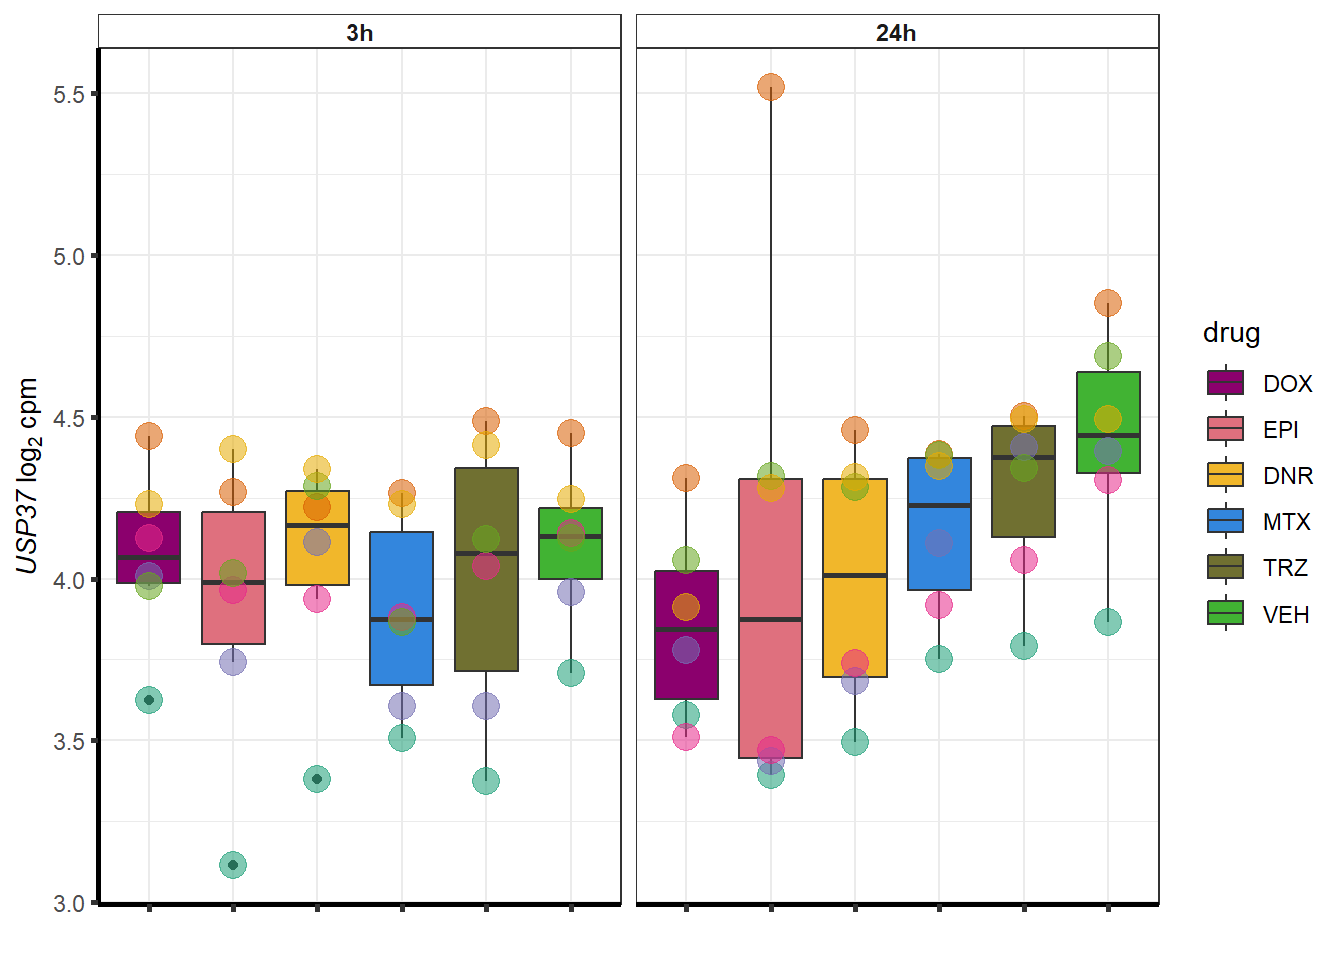 3h
24h
5.5
5.0
4.5
4.0
3.5
3.0
USP37 log₂ cpm
drug
DOX
EPI
DNR
MTX
TRZ
VEH